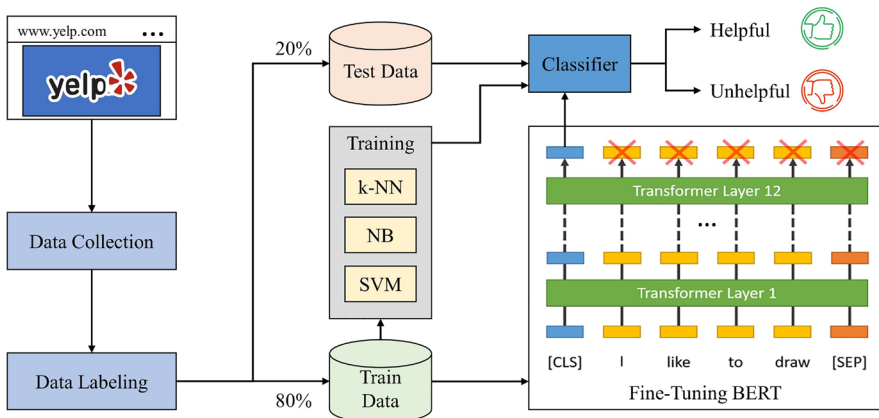 www.yelp.com
...
yelp
Data Collection
Data Labeling
20%
80%
Test Data
Training
k-NN
NB
SVM
Train
Data
Classifier
Helpful
Unhelpful
Transformer Layer 12
...
Transformer Layer 1
[CLS] I like to draw [SEP]
Fine-Tuning BERT